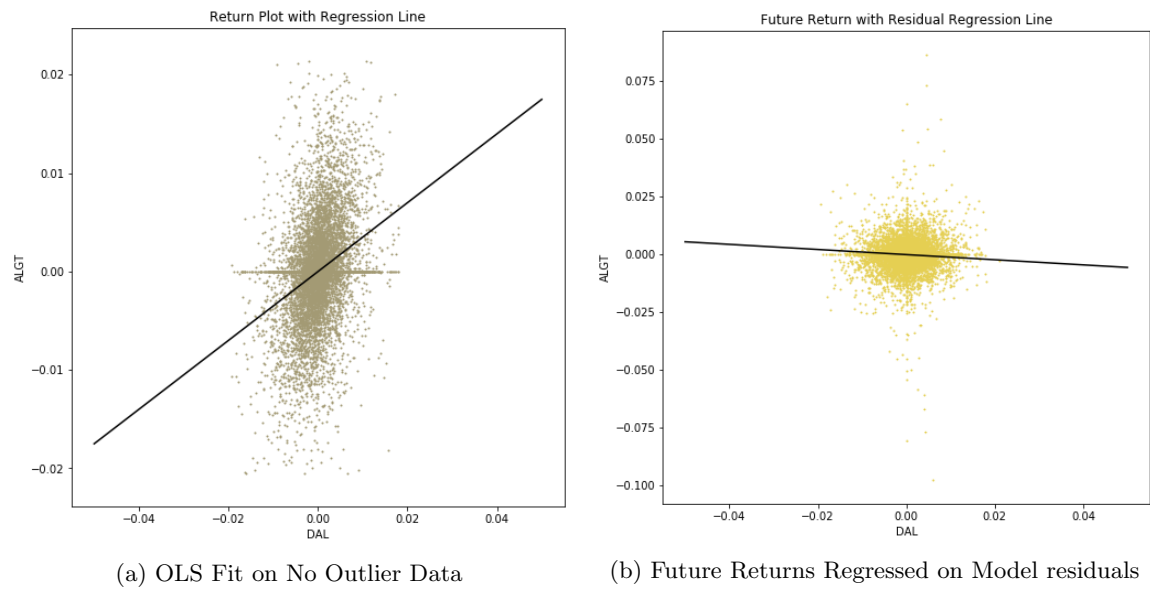 Return Plot with Regression Line
0.02
0.01
0.00
−0.01
−0.02
ALGT
−0.04
−0.02
0.00
0.02
0.04
DAL
(a) OLS Fit on No Outlier Data
Future Return with Residual Regression Line
0.075
0.050
0.025
0.000
−0.025
−0.050
−0.075
−0.100
ALGT
−0.04
−0.02
0.00
0.02
0.04
DAL
(b) Future Returns Regressed on Model residuals